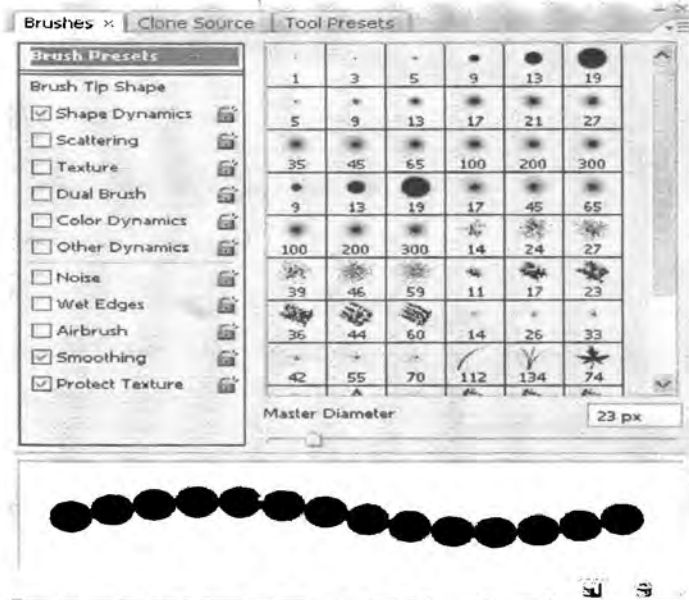 Brushes × Clone Source Tool Presets
Brush Presets
Brush Tip Shape
Shape Dynamics
Scattering
Texture
Dual Brush
Color Dynamics
Other Dynamics
Noise
Wet Edges
Airbrush
Smoothing
Protect Texture
1 3 5 9 13 19
5 9 13 17 21 27
35 45 65 100 200 300
9 13 19 17 45 65
100 200 300 14 24 27
39 46 59 11 17 23
36 44 60 14 26 33
42 55 70 112 134 74
Master Diameter 23 px